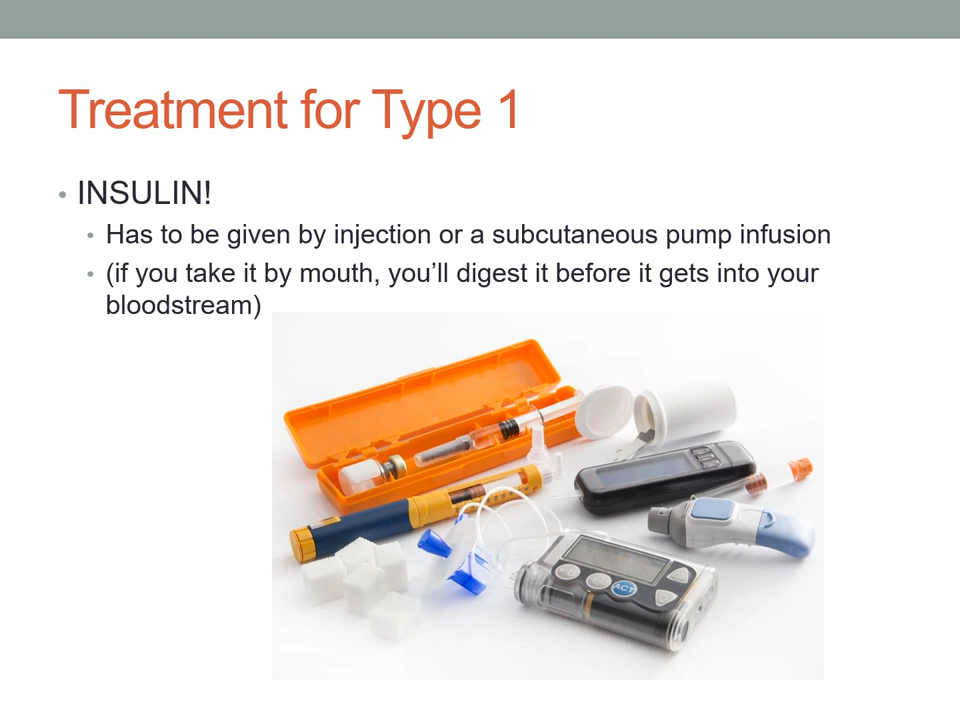 Treatment for Type 1
• INSULIN!
• Has to be given by injection or a subcutaneous pump infusion
• (if you take it by mouth, you’ll digest it before it gets into your
bloodstream)
ACT